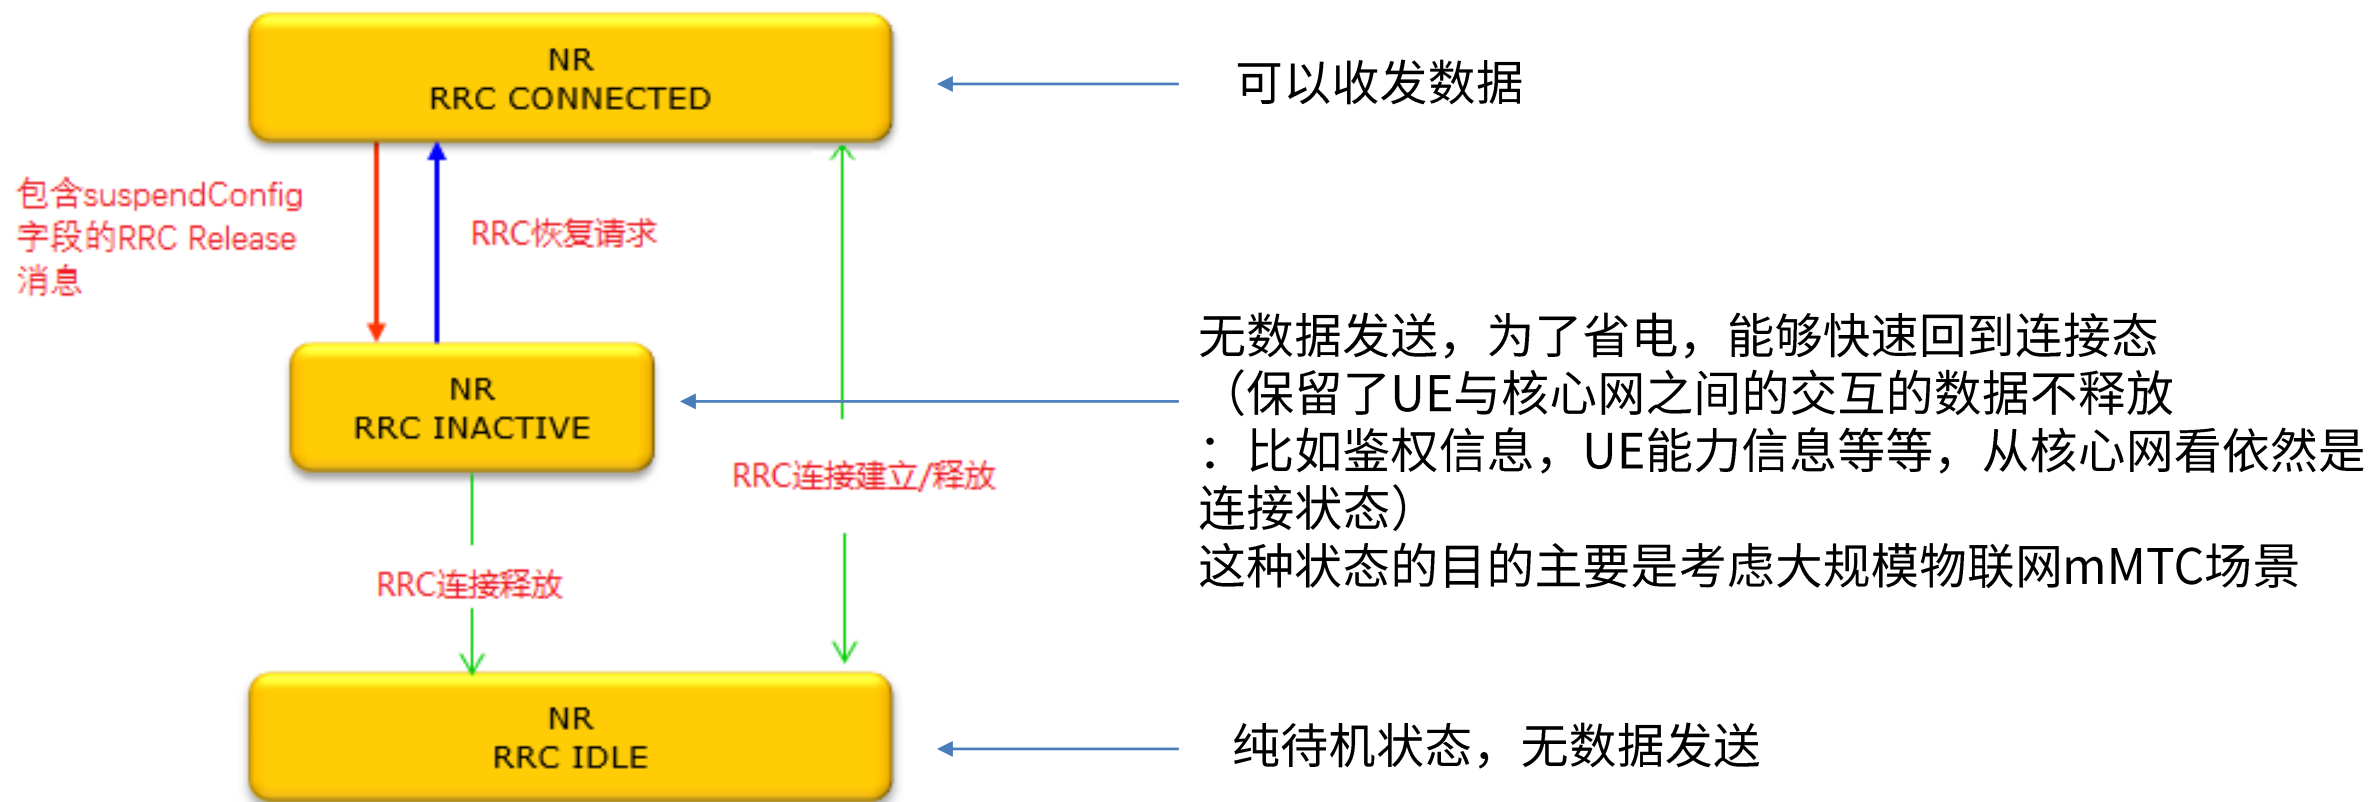 NR
RRC CONNECTED
可以收发数据
包含suspendConfig
字段的RRC Release
消息
RRC恢复请求
NR
RRC INACTIVE
无数据发送，为了省电，能够快速回到连接态
（保留了UE与核心网之间的交互的数据不释放
：比如鉴权信息，UE能力信息等等，从核心网看依然是
连接状态）
这种状态的目的主要是考虑大规模物联网mMTC场景
RRC连接建立/释放
RRC连接释放
NR
RRC IDLE
纯待机状态，无数据发送